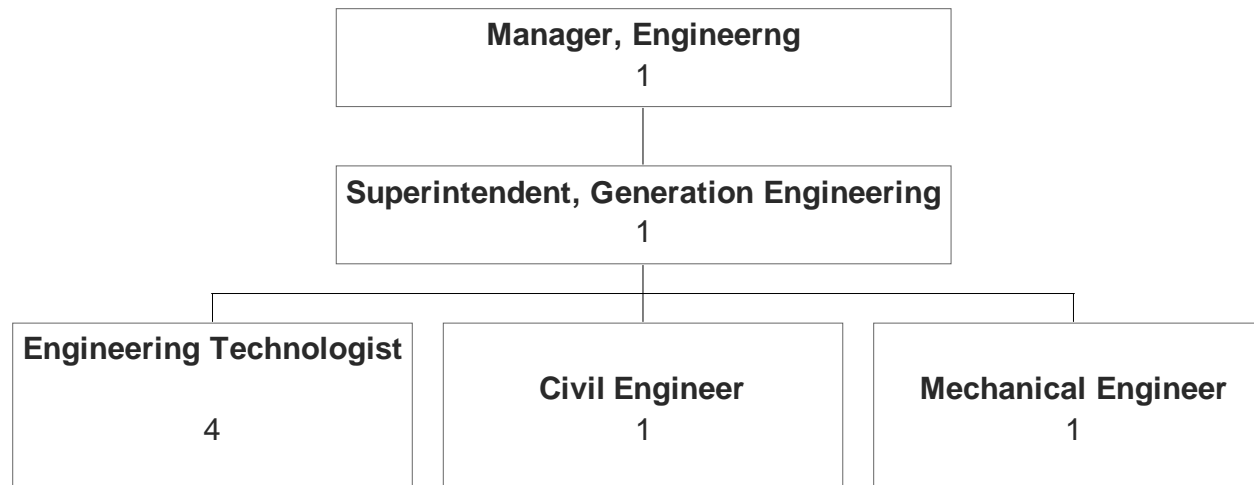 Manager, Engineerng
1
Superintendent, Generation Engineering
1
Engineering Technologist
4
Civil Engineer
1
Mechanical Engineer
1